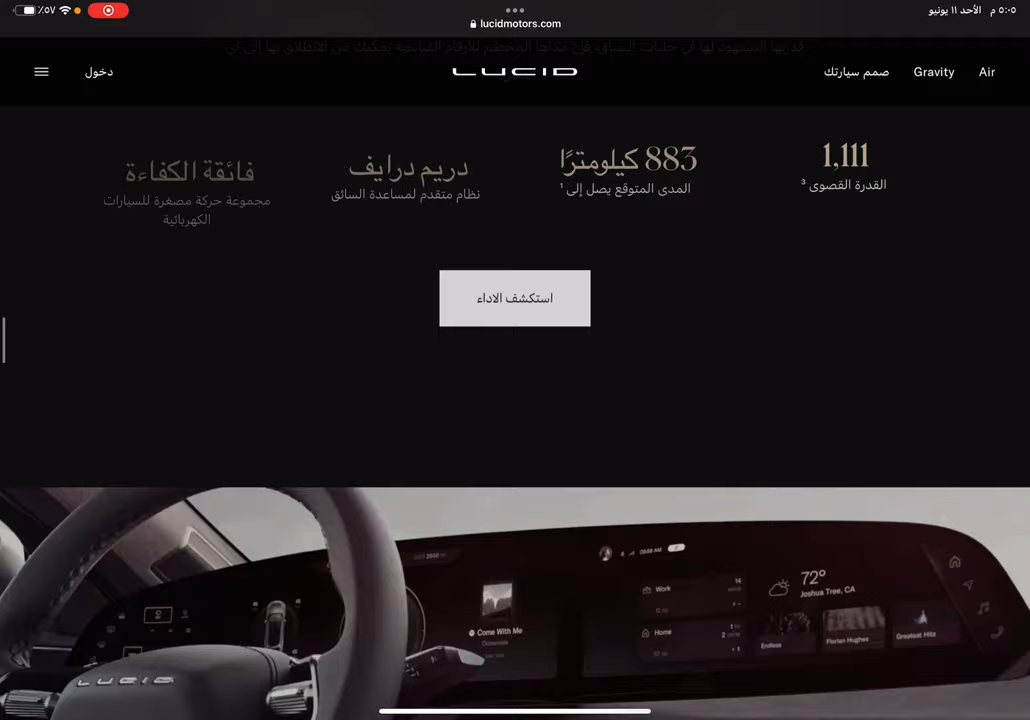 ٥:٠٥ م الأحد ١١ يونيو
٥٧٪
lucidmotors.com
Air
Gravity
صمم سيارتك
LUCID
دخول
1,111
القدرة القصوى ³
883 كيلومترًا
المدى المتوقع يصل إلى ¹
دريم درايف
نظام متقدم لمساعدة السائق
فائقة الكفاءة
مجموعة حركة مصغرة للسيارات
الكهربائية
استكشف الاداء
Come With Me
Work
14
Home
72°
Joshua Tree, CA
Endless
Florian Hughes
Greatest Hits
LUCID